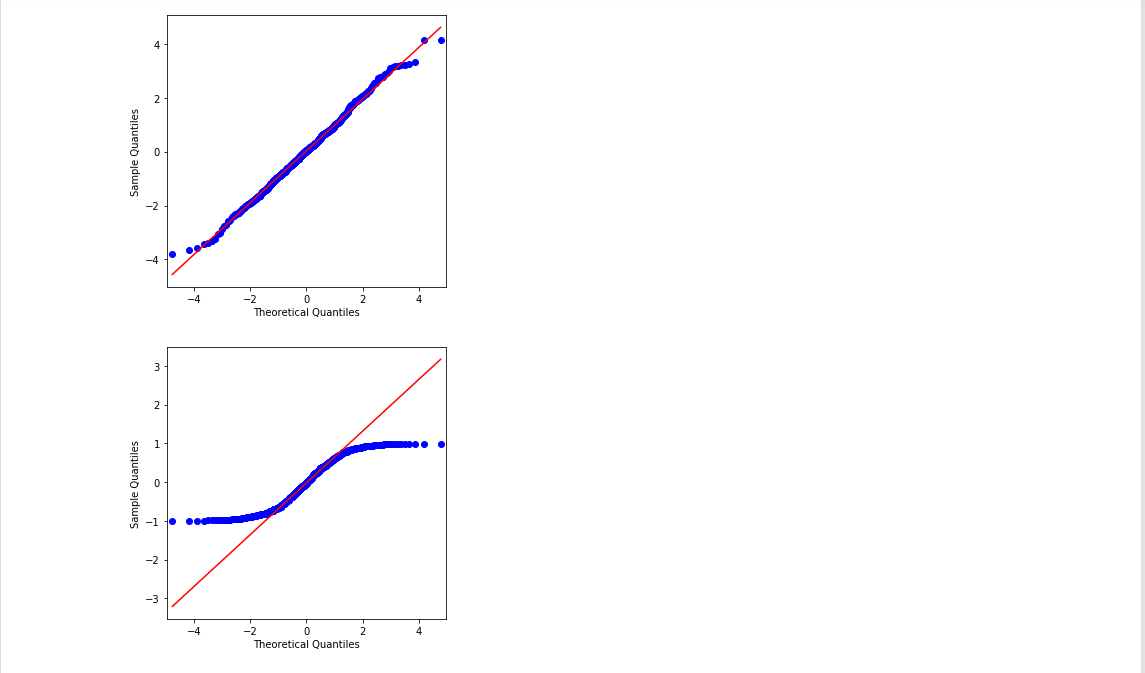 4
2
0
−2
−4
Sample Quantiles
−4 −2 0 2 4
Theoretical Quantiles
3
2
1
0
−1
−2
−3
Sample Quantiles
−4 −2 0 2 4
Theoretical Quantiles